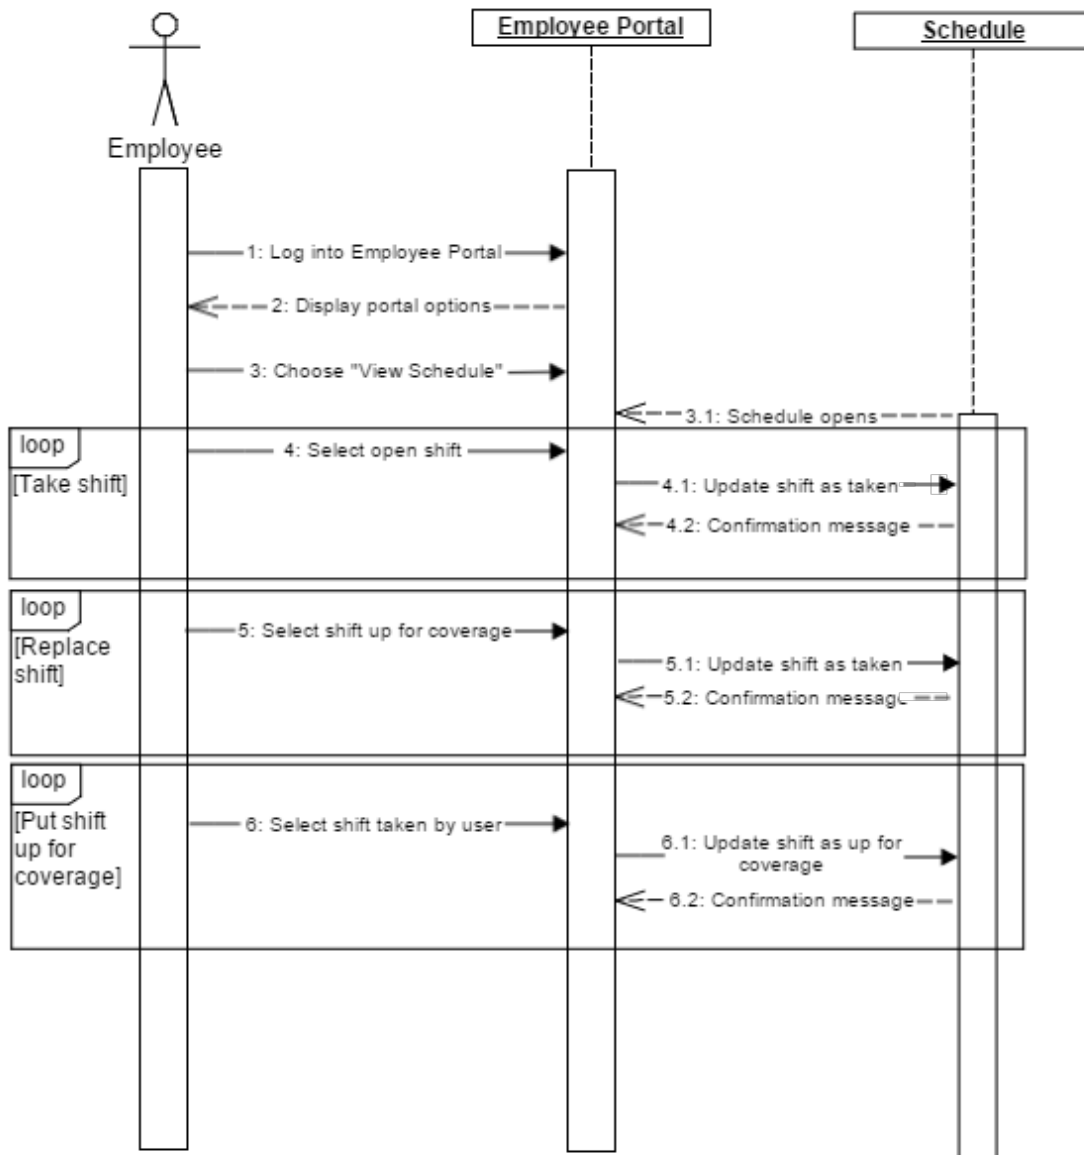 Employee Portal
Schedule
Employee
1: Log into Employee Portal
2: Display portal options
3: Choose "View Schedule"
3.1: Schedule opens
loop
[Take shift]
4: Select open shift
4.1: Update shift as taken
4.2: Confirmation message
loop
[Replace
shift]
5: Select shift up for coverage
5.1: Update shift as taken
5.2: Confirmation message
loop
[Put shift
up for
coverage]
6: Select shift taken by user
6.1: Update shift as up for
coverage
6.2: Confirmation message